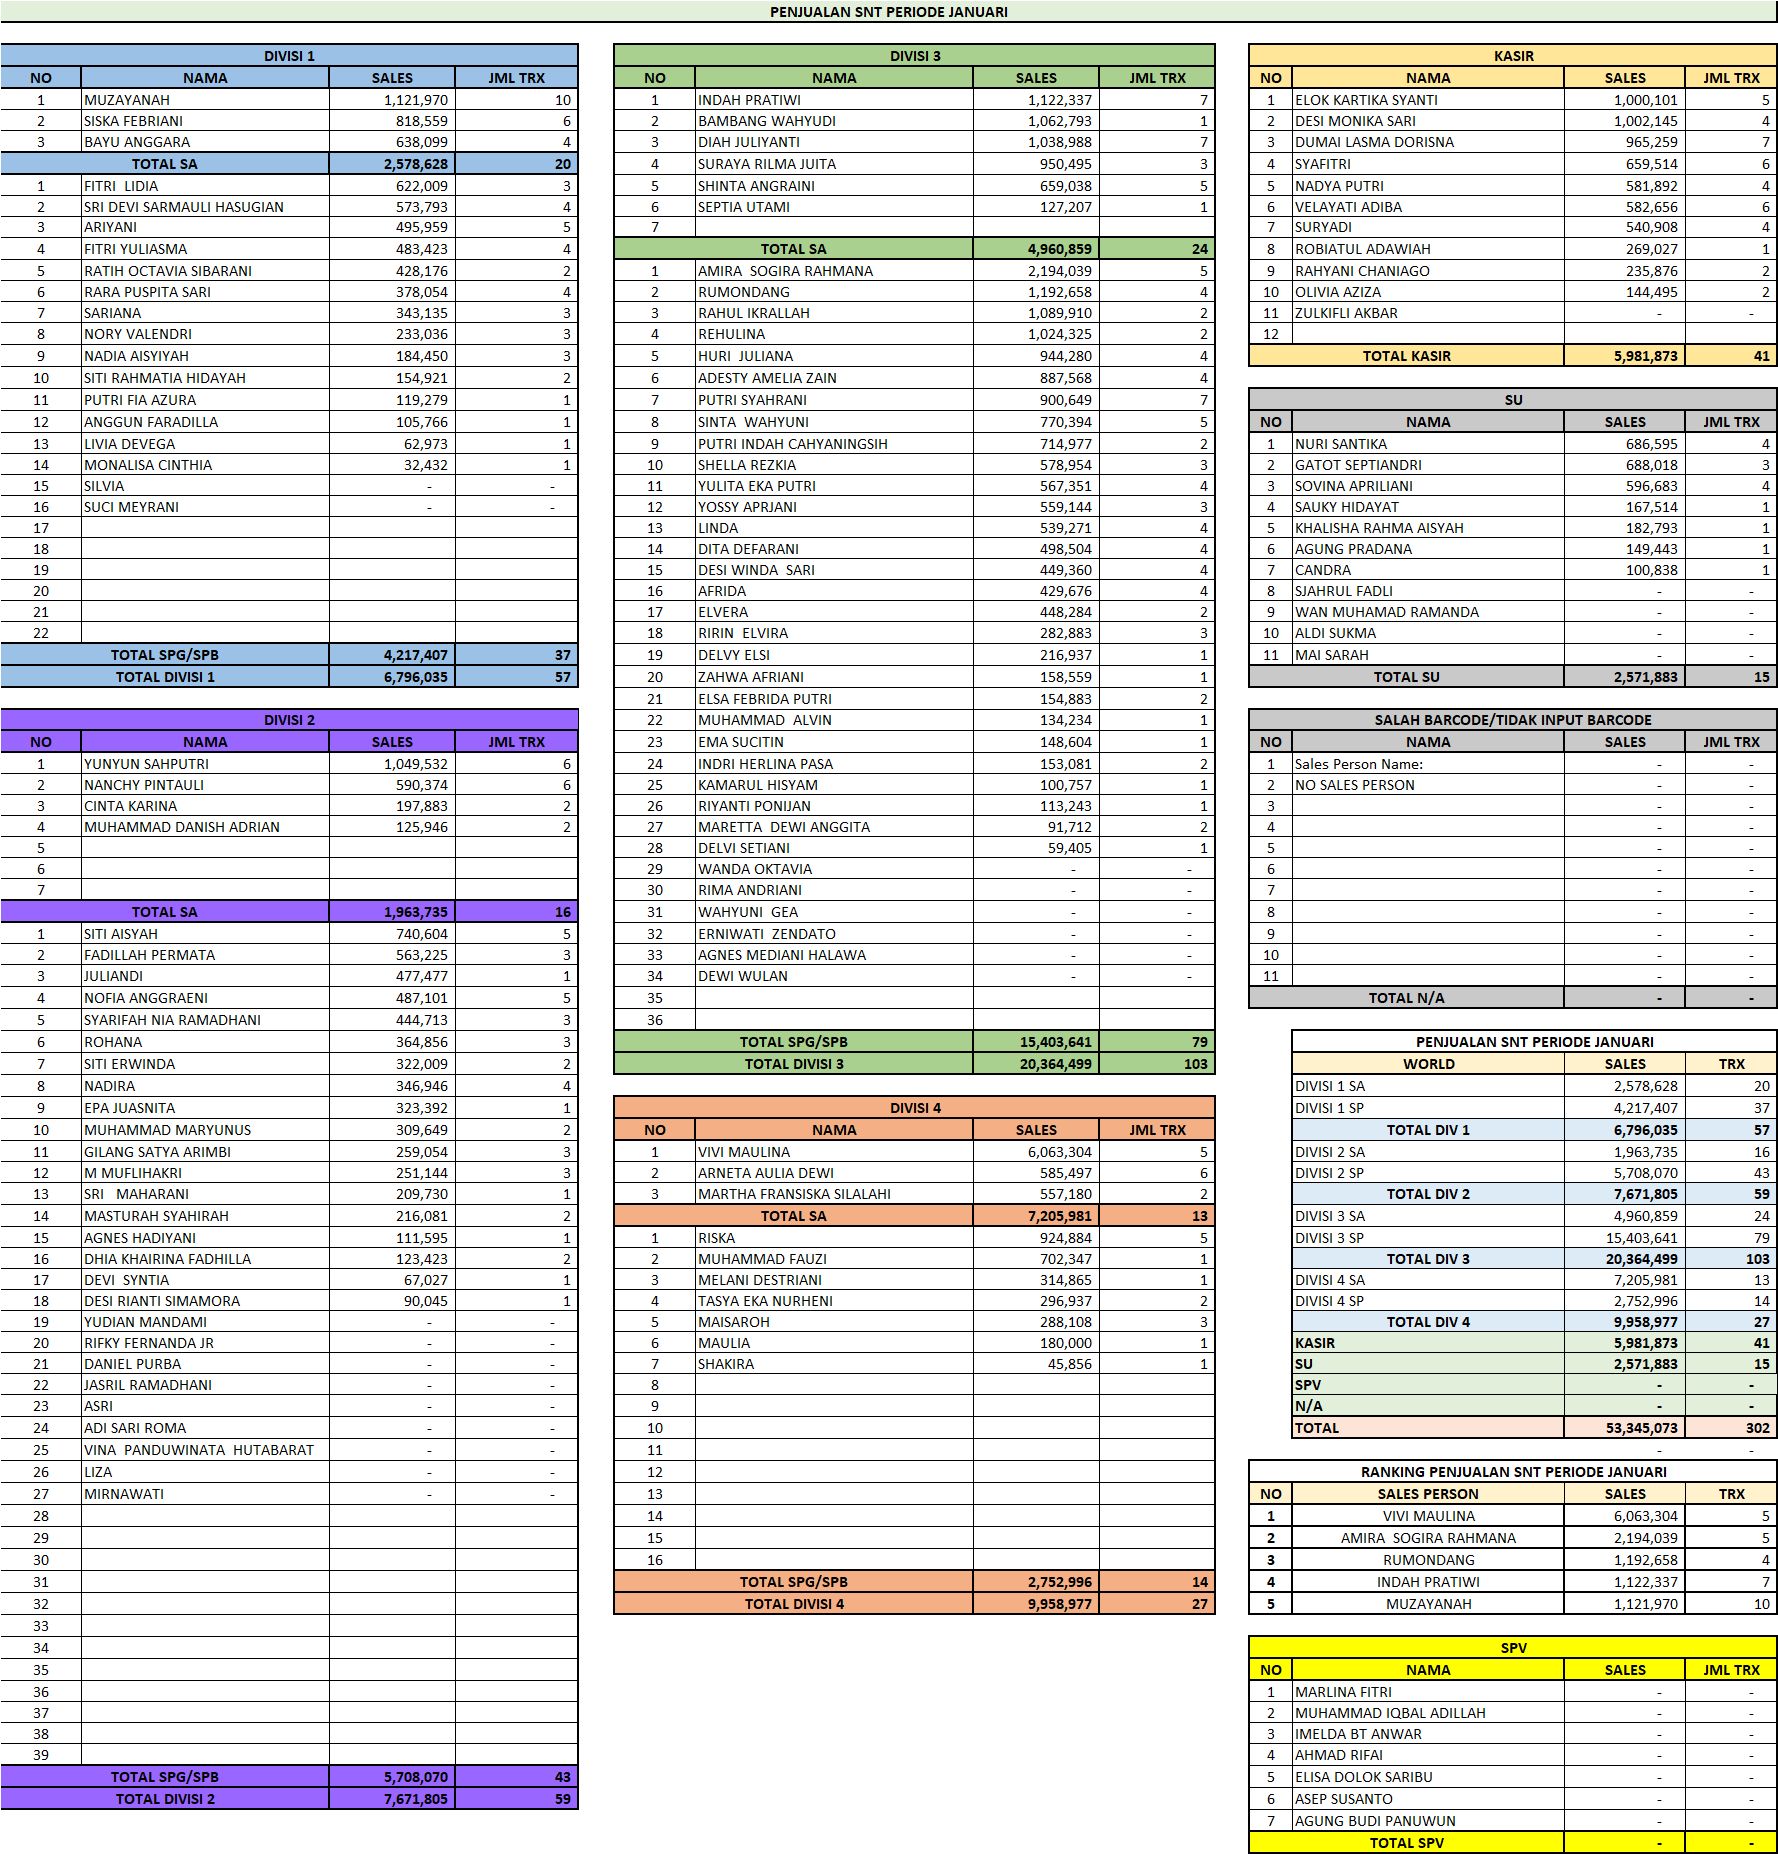 PENJUALAN SNT PERIODE JANUARI
DIVISI 1
NO NAMA SALES JML TRX
1 MUZAYANAH 1,121,970 10
2 SISKA FEBRIANI 818,559 6
3 BAYU ANGGARA 638,099 4
TOTAL SA 2,578,628 20
1 FITRI  LIDIA 622,009 3
2 SRI DEVI SARMAULI HASUGIAN 573,793 4
3 ARIYANI 495,959 5
4 FITRI YULIASMA 483,423 4
5 RATIH OCTAVIA SIBARANI 428,176 2
6 RARA PUSPITA SARI 378,054 4
7 SARIANA 343,135 3
8 NORY VALENDRI 233,036 3
9 NADIA AISYIYAH 184,450 3
10 SITI RAHMATIA HIDAYAH 154,921 2
11 PUTRI FIA AZURA 119,279 1
12 ANGGUN FARADILLA 105,766 1
13 LIVIA DEVEGA 62,973 1
14 MONALISA CINTHIA 32,432 1
15 SILVIA - -
16 SUCI MEYRANI - -
17
18
19
20
21
22
TOTAL SPG/SPB 4,217,407 37
TOTAL DIVISI 1 6,796,035 57
DIVISI 2
NO NAMA SALES JML TRX
1 YUNYUN SAHPUTRI 1,049,532 6
2 NANCHY PINTAULI 590,374 6
3 CINTA KARINA 197,883 2
4 MUHAMMAD DANISH ADRIAN 125,946 2
5
6
7
TOTAL SA 1,963,735 16
1 SITI AISYAH 740,604 5
2 FADILLAH PERMATA 563,225 3
3 JULIANDI 477,477 1
4 NOFIA ANGGRAENI 487,101 5
5 SYARIFAH NIA RAMADHANI 444,713 3
6 ROHANA 364,856 3
7 SITI ERWINDA 322,009 2
8 NADIRA 346,946 4
9 EPA JUASNITA 323,392 1
10 MUHAMMAD MARYUNUS 309,649 2
11 GILANG SATYA ARIMBI 259,054 3
12 M MUFLIHAKRI 251,144 3
13 SRI   MAHARANI 209,730 1
14 MASTURAH SYAHIRAH 216,081 2
15 AGNES HADIYANI 111,595 1
16 DHIA KHAIRINA FADHILLA 123,423 2
17 DEVI  SYNTIA 67,027 1
18 DESI RIANTI SIMAMORA 90,045 1
19 YUDIAN MANDAMI - -
20 RIFKY FERNANDA JR - -
21 DANIEL PURBA - -
22 JASRIL RAMADHANI - -
23 ASRI - -
24 ADI SARI ROMA - -
25 VINA  PANDUWINATA  HUTABARAT - -
26 LIZA - -
27 MIRNAWATI - -
28
29
30
31
32
33
34
35
36
37
38
39
TOTAL SPG/SPB 5,708,070 43
TOTAL DIVISI 2 7,671,805 59
DIVISI 3
NO NAMA SALES JML TRX
1 INDAH PRATIWI 1,122,337 7
2 BAMBANG WAHYUDI 1,062,793 1
3 DIAH JULIYANTI 1,038,988 7
4 SURAYA RILMA JUITA 950,495 3
5 SHINTA ANGRAINI 659,038 5
6 SEPTIA UTAMI 127,207 1
7
TOTAL SA 4,960,859 24
1 AMIRA  SOGIRA RAHMANA 2,194,039 5
2 RUMONDANG 1,192,658 4
3 RAHUL IKRALLAH 1,089,910 2
4 REHULINA 1,024,325 2
5 HURI  JULIANA 944,280 4
6 ADESTY AMELIA ZAIN 887,568 4
7 PUTRI SYAHRANI 900,649 7
8 SINTA  WAHYUNI 770,394 5
9 PUTRI INDAH CAHYANINGSIH 714,977 2
10 SHELLA REZKIA 578,954 3
11 YULITA EKA PUTRI 567,351 4
12 YOSSY APRJANI 559,144 3
13 LINDA 539,271 4
14 DITA DEFARANI 498,504 4
15 DESI WINDA  SARI 449,360 4
16 AFRIDA 429,676 4
17 ELVERA 448,284 2
18 RIRIN  ELVIRA 282,883 3
19 DELVY ELSI 216,937 1
20 ZAHWA AFRIANI 158,559 1
21 ELSA FEBRIDA PUTRI 154,883 2
22 MUHAMMAD  ALVIN 134,234 1
23 EMA SUCITIN 148,604 1
24 INDRI HERLINA PASA 153,081 2
25 KAMARUL HISYAM 100,757 1
26 RIYANTI PONIJAN 113,243 1
27 MARETTA  DEWI ANGGITA 91,712 2
28 DELVI SETIANI 59,405 1
29 WANDA OKTAVIA - -
30 RIMA ANDRIANI - -
31 WAHYUNI  GEA - -
32 ERNIWATI  ZENDATO - -
33 AGNES MEDIANI HALAWA - -
34 DEWI WULAN - -
35
36
TOTAL SPG/SPB 15,403,641 79
TOTAL DIVISI 3 20,364,499 103
DIVISI 4
NO NAMA SALES JML TRX
1 VIVI MAULINA 6,063,304 5
2 ARNETA AULIA DEWI 585,497 6
3 MARTHA FRANSISKA SILALAHI 557,180 2
TOTAL SA 7,205,981 13
1 RISKA 924,884 5
2 MUHAMMAD FAUZI 702,347 1
3 MELANI DESTRIANI 314,865 1
4 TASYA EKA NURHENI 296,937 2
5 MAISAROH 288,108 3
6 MAULIA 180,000 1
7 SHAKIRA 45,856 1
8
9
10
11
12
13
14
15
16
TOTAL SPG/SPB 2,752,996 14
TOTAL DIVISI 4 9,958,977 27
KASIR
NO NAMA SALES JML TRX
1 ELOK KARTIKA SYANTI 1,000,101 5
2 DESI MONIKA SARI 1,002,145 4
3 DUMAI LASMA DORISNA 965,259 7
4 SYAFITRI 659,514 6
5 NADYA PUTRI 581,892 4
6 VELAYATI ADIBA 582,656 6
7 SURYADI 540,908 4
8 ROBIATUL ADAWIAH 269,027 1
9 RAHYANI CHANIAGO 235,876 2
10 OLIVIA AZIZA 144,495 2
11 ZULKIFLI AKBAR - -
12
TOTAL KASIR 5,981,873 41
SU
NO NAMA SALES JML TRX
1 NURI SANTIKA 686,595 4
2 GATOT SEPTIANDRI 688,018 3
3 SOVINA APRILIANI 596,683 4
4 SAUKY HIDAYAT 167,514 1
5 KHALISHA RAHMA AISYAH 182,793 1
6 AGUNG PRADANA 149,443 1
7 CANDRA 100,838 1
8 SJAHRUL FADLI - -
9 WAN MUHAMAD RAMANDA - -
10 ALDI SUKMA - -
11 MAI SARAH - -
TOTAL SU 2,571,883 15
SALAH BARCODE/TIDAK INPUT BARCODE
NO NAMA SALES JML TRX
1 Sales Person Name: - -
2 NO SALES PERSON - -
3 - -
4 - -
5 - -
6 - -
7 - -
8 - -
9 - -
10 - -
11 - -
TOTAL N/A - -
PENJUALAN SNT PERIODE JANUARI
WORLD SALES TRX
DIVISI 1 SA 2,578,628 20
DIVISI 1 SP 4,217,407 37
TOTAL DIV 1 6,796,035 57
DIVISI 2 SA 1,963,735 16
DIVISI 2 SP 5,708,070 43
TOTAL DIV 2 7,671,805 59
DIVISI 3 SA 4,960,859 24
DIVISI 3 SP 15,403,641 79
TOTAL DIV 3 20,364,499 103
DIVISI 4 SA 7,205,981 13
DIVISI 4 SP 2,752,996 14
TOTAL DIV 4 9,958,977 27
KASIR 5,981,873 41
SU 2,571,883 15
SPV - -
N/A - -
TOTAL 53,345,073 302
- -
RANKING PENJUALAN SNT PERIODE JANUARI
NO SALES PERSON SALES TRX
1 VIVI MAULINA 6,063,304 5
2 AMIRA  SOGIRA RAHMANA 2,194,039 5
3 RUMONDANG 1,192,658 4
4 INDAH PRATIWI 1,122,337 7
5 MUZAYANAH 1,121,970 10
SPV
NO NAMA SALES JML TRX
1 MARLINA FITRI - -
2 MUHAMMAD IQBAL ADILLAH - -
3 IMELDA BT ANWAR - -
4 AHMAD RIFAI - -
5 ELISA DOLOK SARIBU - -
6 ASEP SUSANTO - -
7 AGUNG BUDI PANUWUN - -
TOTAL SPV - -